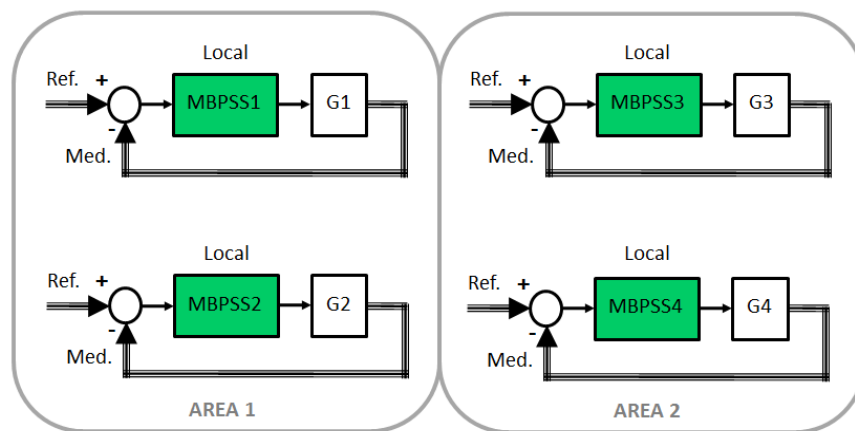 Local
Local
Ref. +
MBPSS1
G1
Ref. +
MBPSS3
G3
-
Med.
-
Med.
Local
Local
Ref. +
MBPSS2
G2
Ref. +
MBPSS4
G4
-
Med.
-
Med.
AREA 1
AREA 2